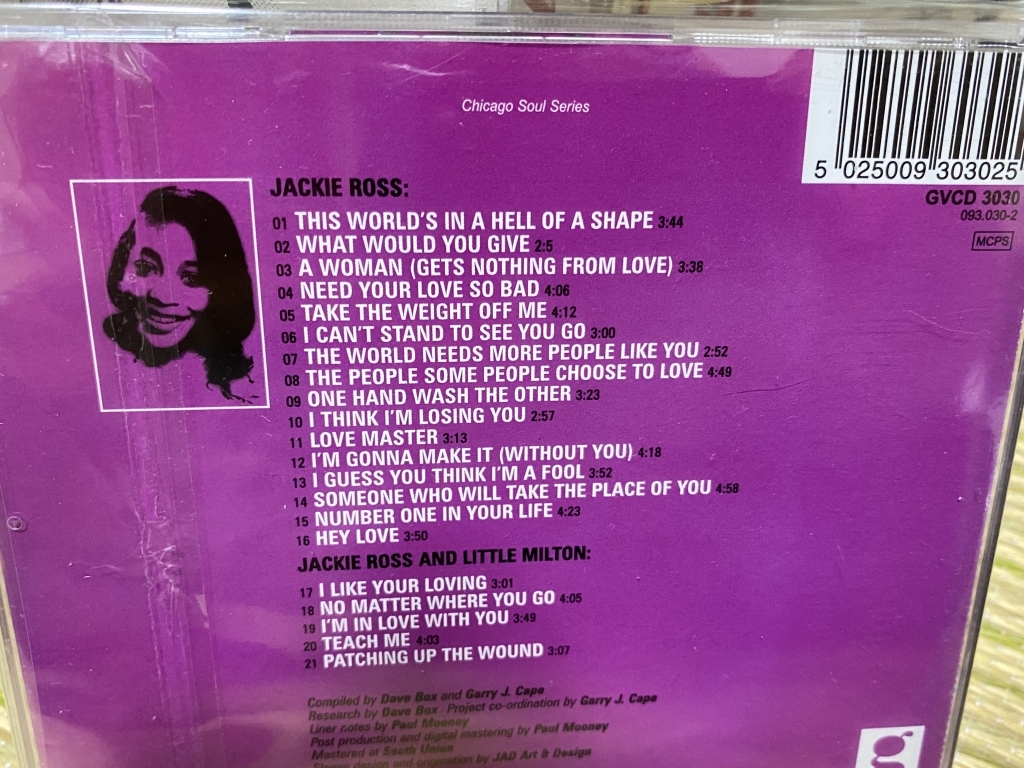 Chicago Soul Series
5 025009 303025
GVCD 3030
093.030-2
MCPS
JACKIE ROSS:
01 THIS WORLD'S IN A HELL OF A SHAPE 3:44
02 WHAT WOULD YOU GIVE 2:5
03 A WOMAN (GETS NOTHING FROM LOVE) 3:38
04 NEED YOUR LOVE SO BAD 4:06
05 TAKE THE WEIGHT OFF ME 4:12
06 I CAN'T STAND TO SEE YOU GO 3:00
07 THE WORLD NEEDS MORE PEOPLE LIKE YOU 2:52
08 THE PEOPLE SOME PEOPLE CHOOSE TO LOVE 4:49
09 ONE HAND WASH THE OTHER 3:23
10 I THINK I'M LOSING YOU 2:57
11 LOVE MASTER 3:13
12 I'M GONNA MAKE IT (WITHOUT YOU) 4:18
13 I GUESS YOU THINK I'M A FOOL 3:52
14 SOMEONE WHO WILL TAKE THE PLACE OF YOU 4:58
15 NUMBER ONE IN YOUR LIFE 4:23
16 HEY LOVE 3:50
JACKIE ROSS AND LITTLE MILTON:
17 I LIKE YOUR LOVING 3:01
18 NO MATTER WHERE YOU GO 4:05
19 I'M IN LOVE WITH YOU 3:49
20 TEACH ME 4:03
21 PATCHING UP THE WOUND 3:07
Compiled by Dave Box and Garry J. Cape
Research by Dave Box · Project co-ordination by Garry J. Cape
Liner notes by Paul Mooney
Post production and digital mastering by Paul Mooney
Mastered at South Union
design and origination by JAD Art & Design
g